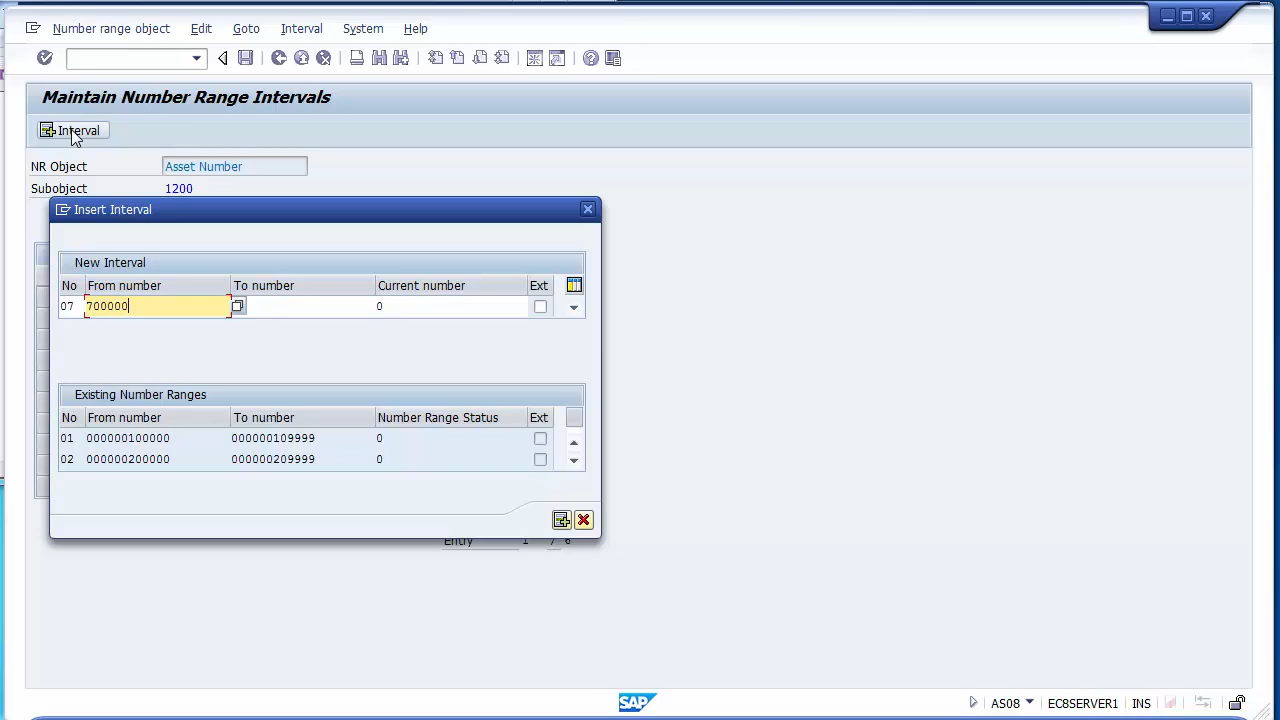 Number range object Edit Goto Interval System Help
Maintain Number Range Intervals
Interval
NR Object Asset Number
Subobject 1200
Insert Interval
New Interval
No From number To number Current number Ext
07 700000 0
Existing Number Ranges
No From number To number Number Range Status Ext
01 000000100000 000000109999 0
02 000000200000 000000209999 0
Entry 1 / 6
SAP AS08 EC8SERVER1 INS